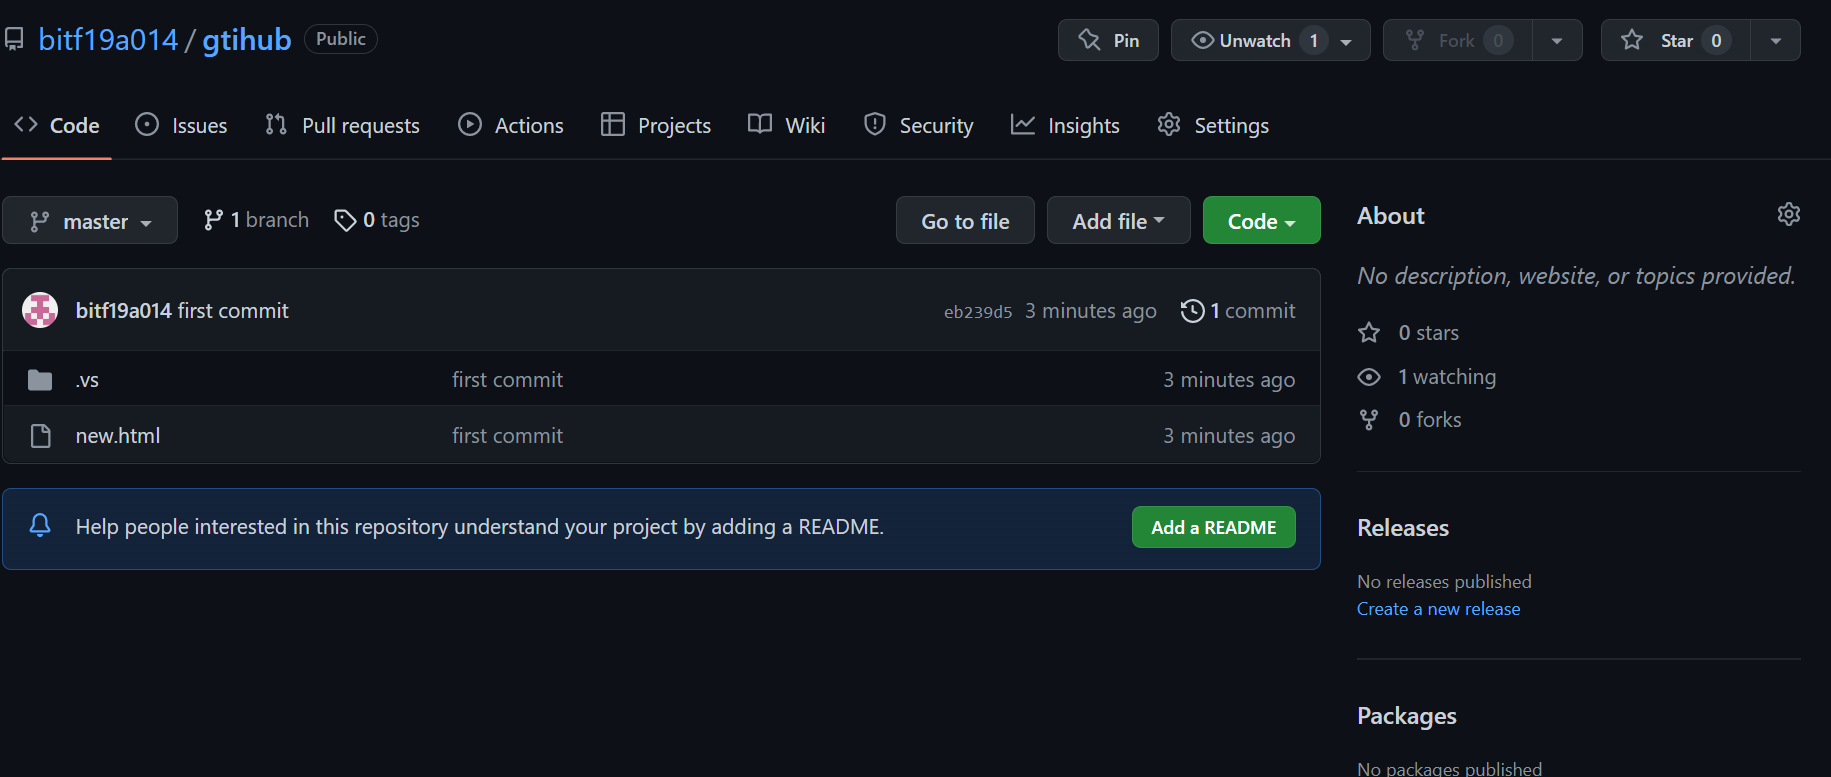 bitf19a014 / gtihub Public
Pin
Unwatch 1
Fork 0
Star 0
Code
Issues
Pull requests
Actions
Projects
Wiki
Security
Insights
Settings
master
1 branch
0 tags
Go to file
Add file
Code
bitf19a014 first commit
eb239d5 3 minutes ago
1 commit
.vs first commit 3 minutes ago
new.html first commit 3 minutes ago
Help people interested in this repository understand your project by adding a README.
Add a README
About
No description, website, or topics provided.
0 stars
1 watching
0 forks
Releases
No releases published
Create a new release
Packages
No packages published